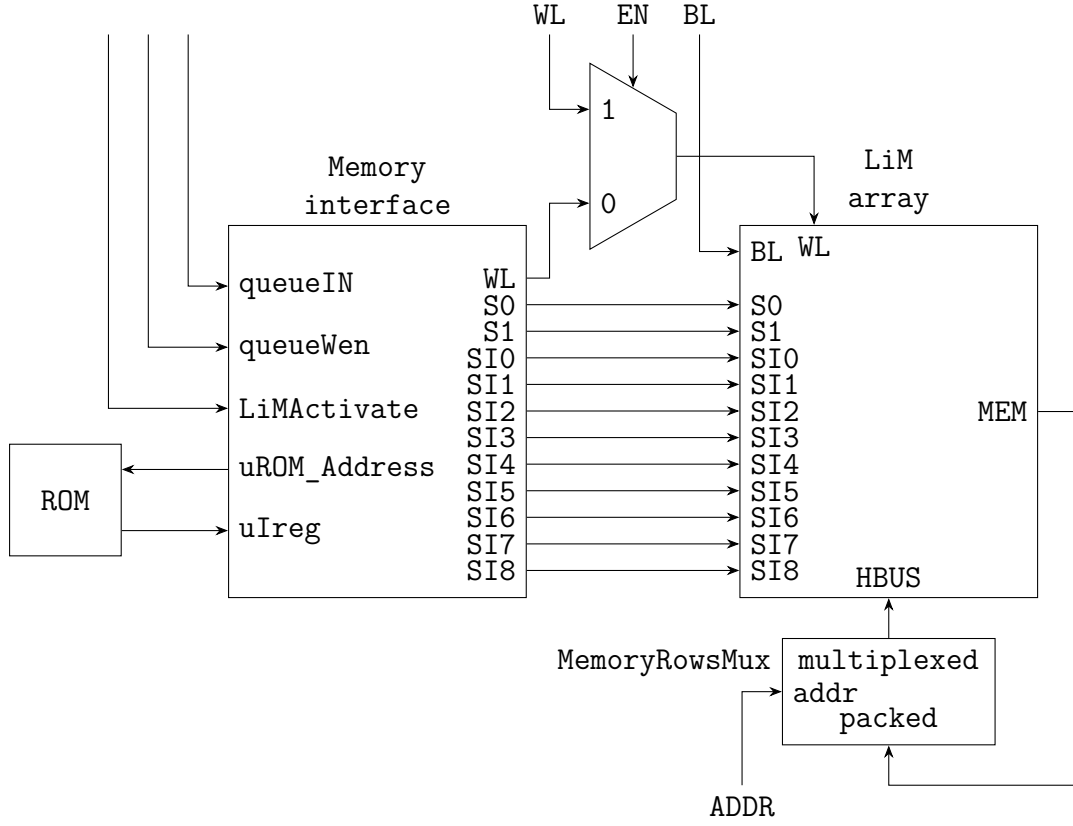 WL EN BL
1
0
Memory
interface
LiM
array
queueIN
queueWen
LiMActivate
uROM_Address
uIreg
ROM
WL
S0
S1
SI0
SI1
SI2
SI3
SI4
SI5
SI6
SI7
SI8
BL WL
S0
S1
SI0
SI1
SI2
SI3
SI4
SI5
SI6
SI7
SI8
MEM
HBUS
MemoryRowsMux
multiplexed
addr
packed
ADDR